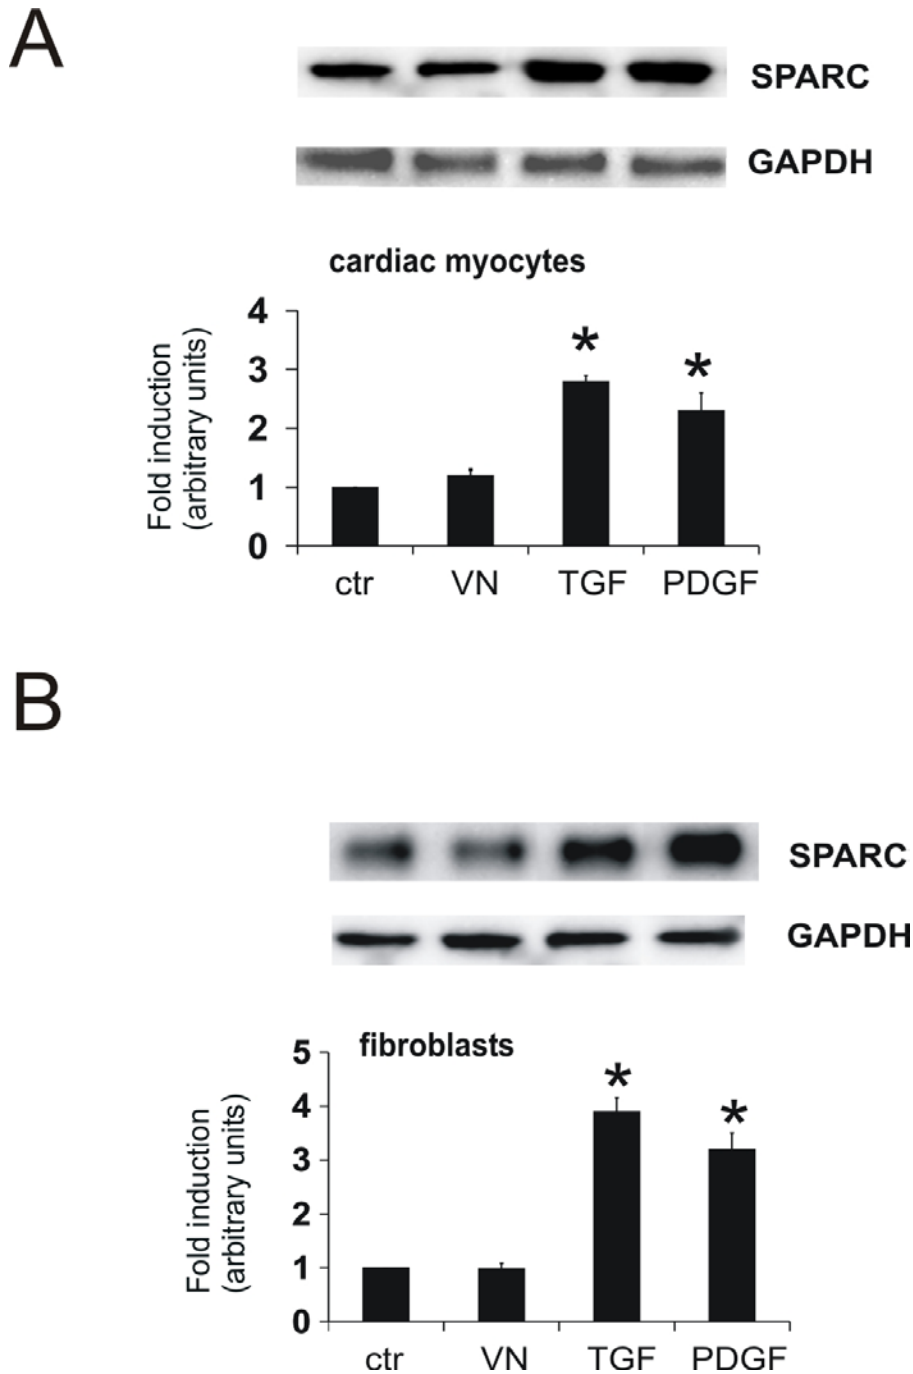 A
SPARC
GAPDH
cardiac myocytes
Fold induction
(arbitrary units)
4
3
2
1
0
*
*
ctr VN TGF PDGF
B
SPARC
GAPDH
fibroblasts
Fold induction
(arbitrary units)
5
4
3
2
1
0
*
*
ctr VN TGF PDGF